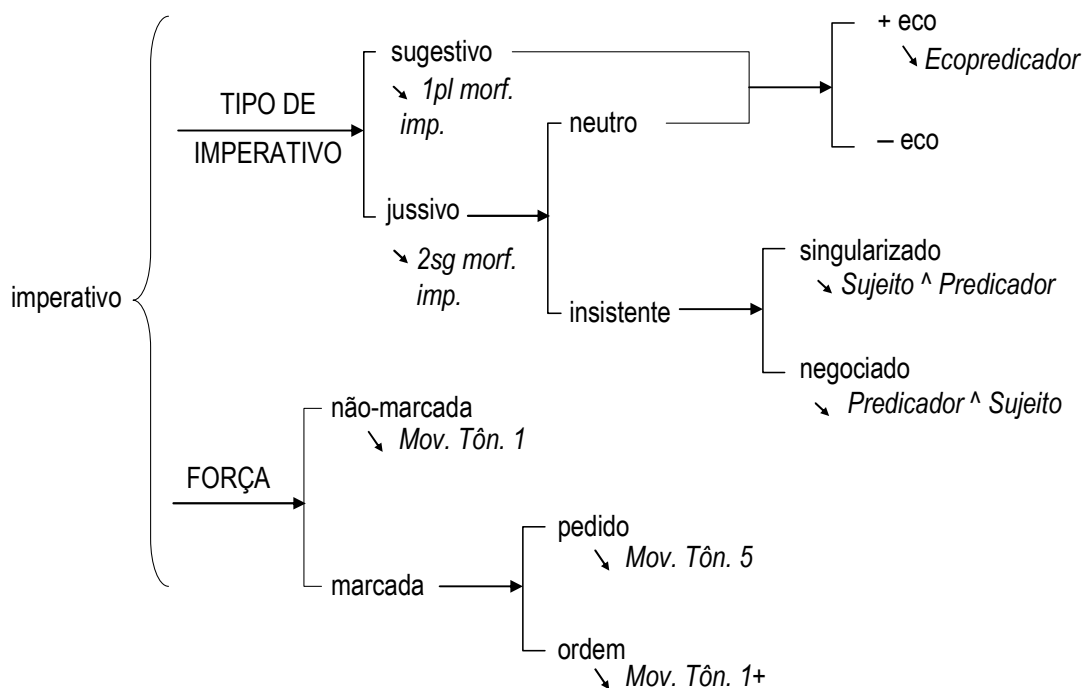 + eco
↘ Ecopredicador
sugestivo
↘ 1pl morf.
imp.
TIPO DE
IMPERATIVO
neutro
– eco
jussivo
↘ 2sg morf.
imp.
singularizado
↘ Sujeito ^ Predicador
imperativo
insistente
negociado
↘ Predicador ^ Sujeito
não-marcada
↘ Mov. Tôn. 1
FORÇA
pedido
↘ Mov. Tôn. 5
marcada
ordem
↘ Mov. Tôn. 1+